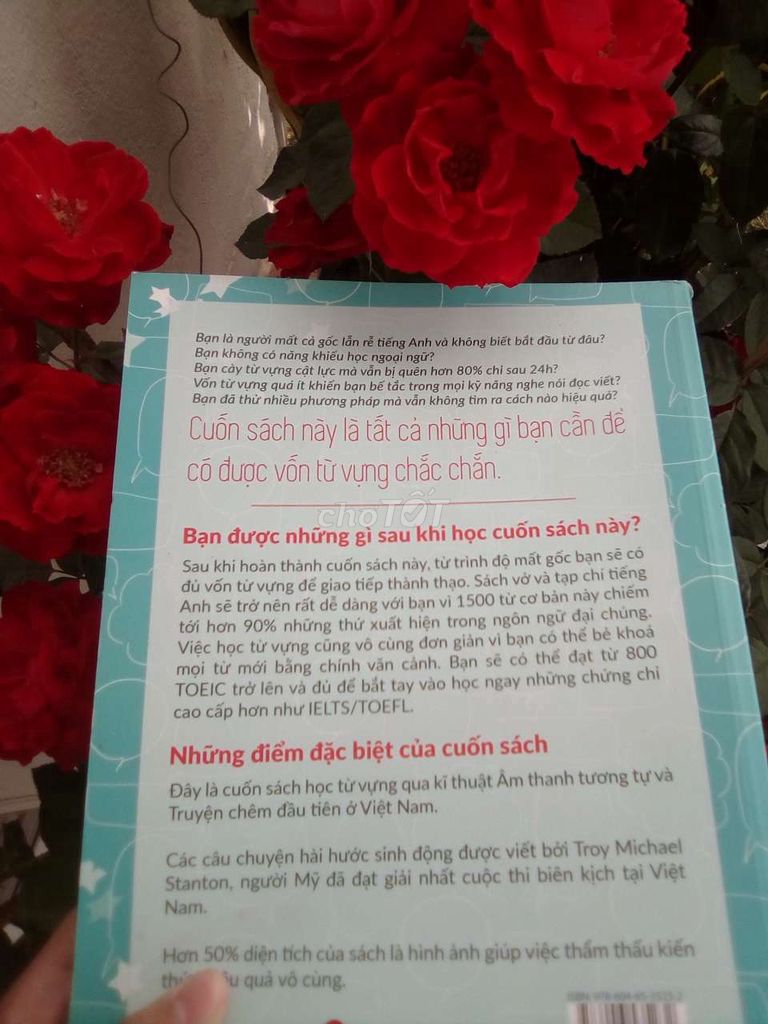 Bạn là người mất cả gốc lẫn rễ tiếng Anh và không biết bắt đầu từ đâu?
Bạn không có năng khiếu học ngoại ngữ?
Bạn cày từ vựng cật lực mà vẫn bị quên hơn 80% chỉ sau 24h?
Vốn từ vựng quá ít khiến bạn bế tắc trong mọi kỹ năng nghe nói đọc viết?
Bạn đã thử nhiều phương pháp mà vẫn không tìm ra cách nào hiệu quả?
Cuốn sách này là tất cả những gì bạn cần để
có được vốn từ vựng chắc chắn.
chợTỐT
Bạn được những gì sau khi học cuốn sách này?
Sau khi hoàn thành cuốn sách này, từ trình độ mất gốc bạn sẽ có
đủ vốn từ vựng để giao tiếp thành thạo. Sách vở và tạp chí tiếng
Anh sẽ trở nên rất dễ dàng với bạn vì 1500 từ cơ bản này chiếm
tới hơn 90% những thứ xuất hiện trong ngôn ngữ đại chúng.
Việc học từ vựng cũng vô cùng đơn giản vì bạn có thể bẻ khoá
mọi từ mới bằng chính văn cảnh. Bạn sẽ có thể đạt từ 800
TOEIC trở lên và đủ để bắt tay vào học ngay những chứng chỉ
cao cấp hơn như IELTS/TOEFL.
Những điểm đặc biệt của cuốn sách
Đây là cuốn sách học từ vựng qua kĩ thuật Âm thanh tương tự và
Truyện chêm đầu tiên ở Việt Nam.
Các câu chuyện hài hước sinh động được viết bởi Troy Michael
Stanton, người Mỹ đã đạt giải nhất cuộc thi biên kịch tại Việt
Nam.
Hơn 50% diện tích của sách là hình ảnh giúp việc thẩm thấu kiến
quả vô cùng.